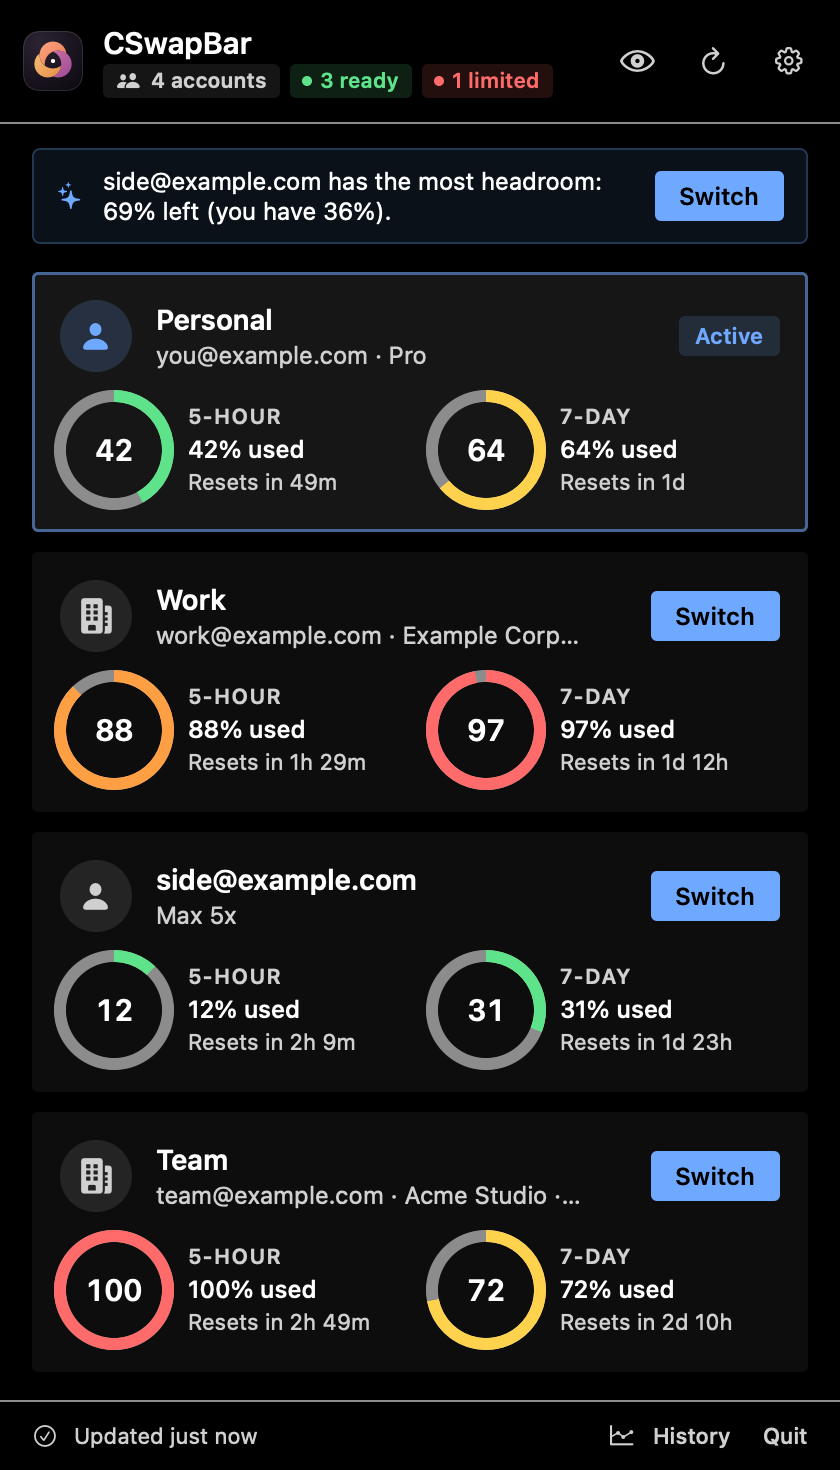 CSwapBar
4 accounts
3 ready
1 limited
side@example.com has the most headroom:
69% left (you have 36%).
Switch
Personal
you@example.com · Pro
Active
42
5-HOUR
42% used
Resets in 49m
64
7-DAY
64% used
Resets in 1d
Work
work@example.com · Example Corp...
Switch
88
5-HOUR
88% used
Resets in 1h 29m
97
7-DAY
97% used
Resets in 1d 12h
side@example.com
Max 5x
Switch
12
5-HOUR
12% used
Resets in 2h 9m
31
7-DAY
31% used
Resets in 1d 23h
Team
team@example.com · Acme Studio ·...
Switch
100
5-HOUR
100% used
Resets in 2h 49m
72
7-DAY
72% used
Resets in 2d 10h
Updated just now
History
Quit